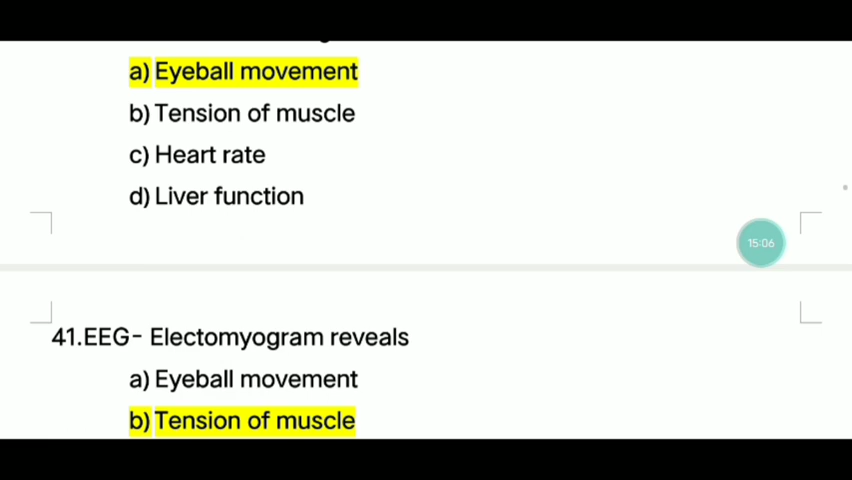 a) Eyeball movement
b) Tension of muscle
c) Heart rate
d) Liver function
15:06
41.EEG- Electomyogram reveals
a) Eyeball movement
b) Tension of muscle